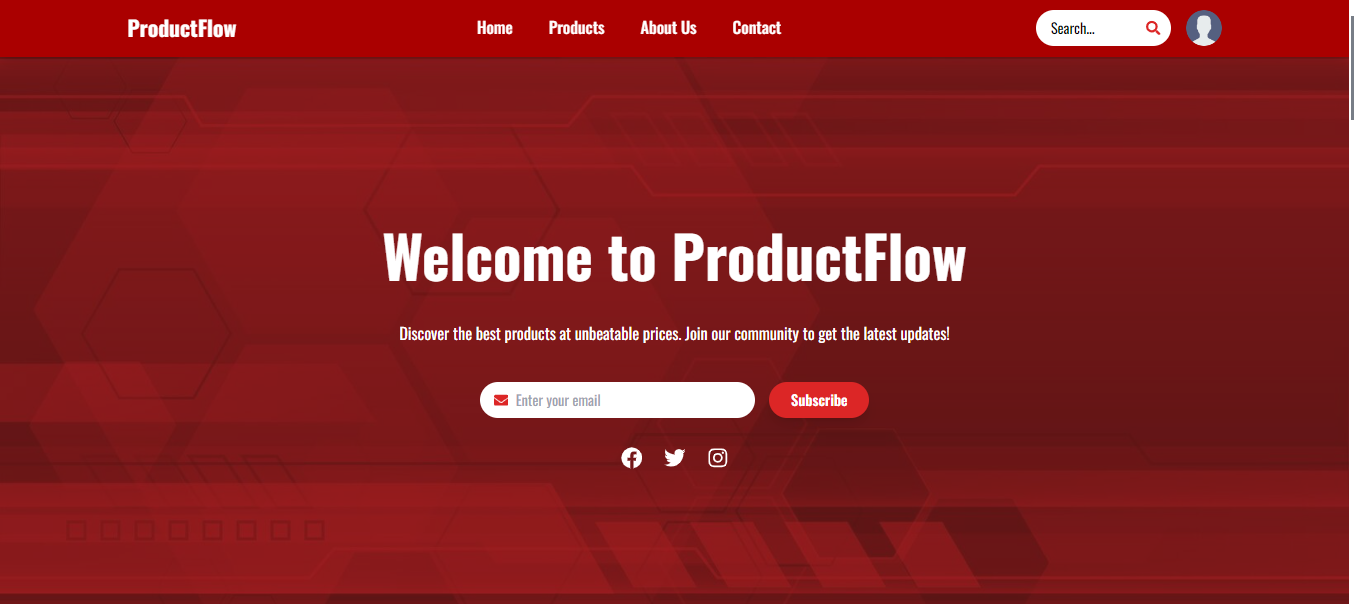 ProductFlow
Home Products About Us Contact
Search...
Welcome to ProductFlow
Discover the best products at unbeatable prices. Join our community to get the latest updates!
Enter your email
Subscribe